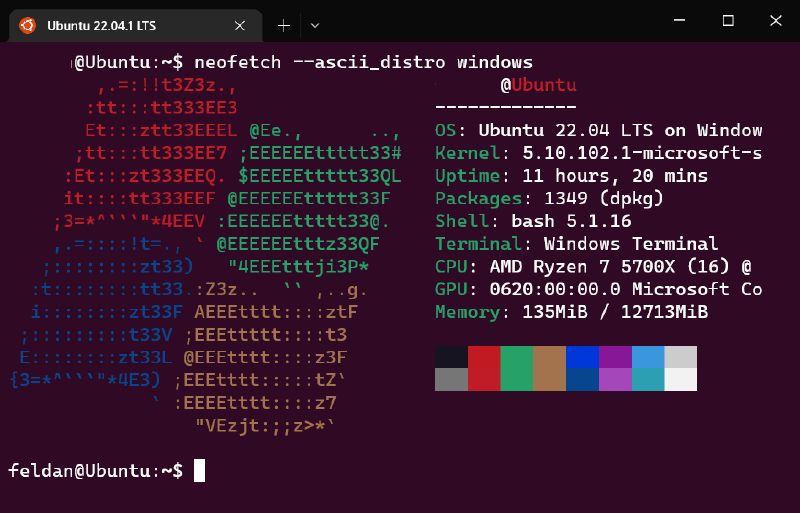 Ubuntu 22.04.1 LTS
@Ubuntu:~$ neofetch --ascii_distro windows
        ,.=:!!t3Z3z.,
       :tt:::tt333EE3
       Et:::ztt33EEEL @Ee.,      ..,
      ;tt:::tt333EE7 ;EEEEEEttttt33#
     :Et:::zt333EEQ. $EEEEEttttt33QL
     it::::tt333EEF @EEEEEEttttt33F
    ;3=*^```"*4EEV :EEEEEEttttt33@.
    ,.=::::!t=., ` @EEEEEEtttz33QF
   ;::::::::zt33)   "4EEEtttji3P*
  :t::::::::tt33.:Z3z..  `` ,..g.
  i::::::::zt33F AEEEtttt::::ztF
 ;:::::::::t33V ;EEEttttt::::t3
 E::::::::zt33L @EEEtttt::::z3F
{3=*^```"*4E3) ;EEEtttt:::::tZ`
             ` :EEEEtttt::::z7
                 "VEzjt:;;z>*`
@Ubuntu
-------------
OS: Ubuntu 22.04 LTS on Window
Kernel: 5.10.102.1-microsoft-s
Uptime: 11 hours, 20 mins
Packages: 1349 (dpkg)
Shell: bash 5.1.16
Terminal: Windows Terminal
CPU: AMD Ryzen 7 5700X (16) @
GPU: 0620:00:00.0 Microsoft Co
Memory: 135MiB / 12713MiB
feldan@Ubuntu:~$